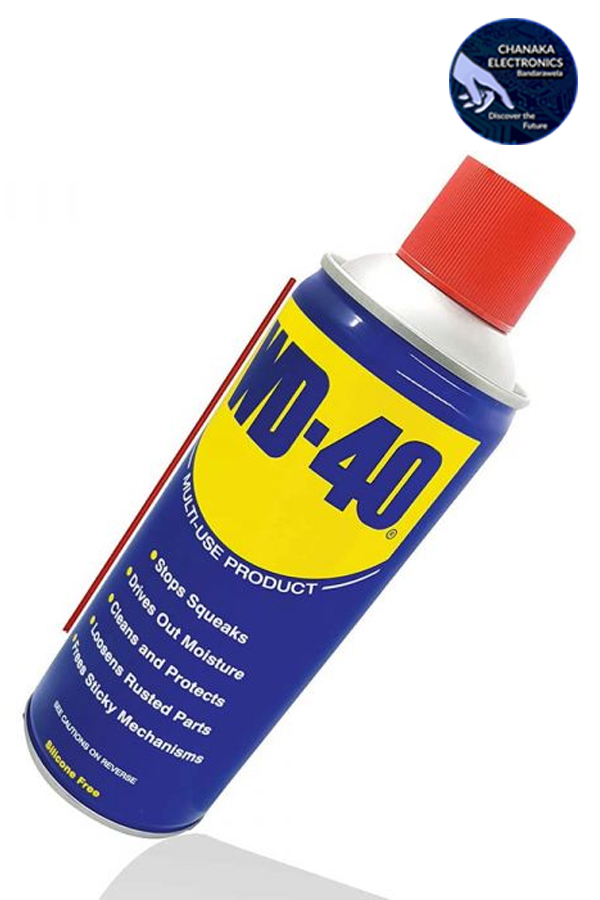 CHANAKA
ELECTRONICS
Bandarawela
Discover the
Future
WD-40®
MULTI-USE PRODUCT
Stops Squeaks
Drives Out Moisture
Cleans and Protects
Loosens Rusted Parts
Frees Sticky Mechanisms
SEE CAUTIONS ON REVERSE
Silicone Free